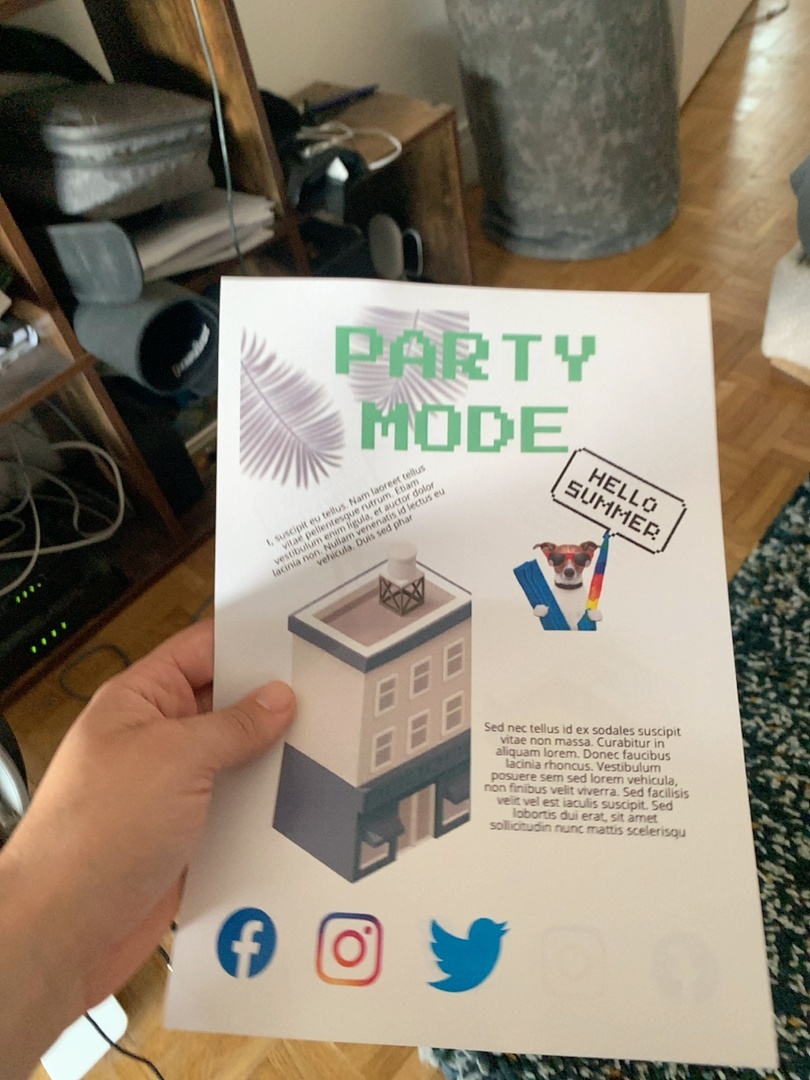 PARTY
MODE
HELLO
SUMMER
t, suscipit eu tellus. Nam laoreet tellus
vitae pellentesque rutrum. Etiam
vestibulum enim ligula, et auctor dolor
lacinia non. Nullam venenatis id lectus eu
vehicula. Duis sed phar
Sed nec tellus id ex sodales suscipit
vitae non massa. Curabitur in
aliquam lorem. Donec faucibus
lacinia rhoncus. Vestibulum
posuere sem sed lorem vehicula,
non finibus velit viverra. Sed facilisis
velit vel est iaculis suscipit. Sed
lobortis dui erat, sit amet
sollicitudin nunc mattis scelerisqu